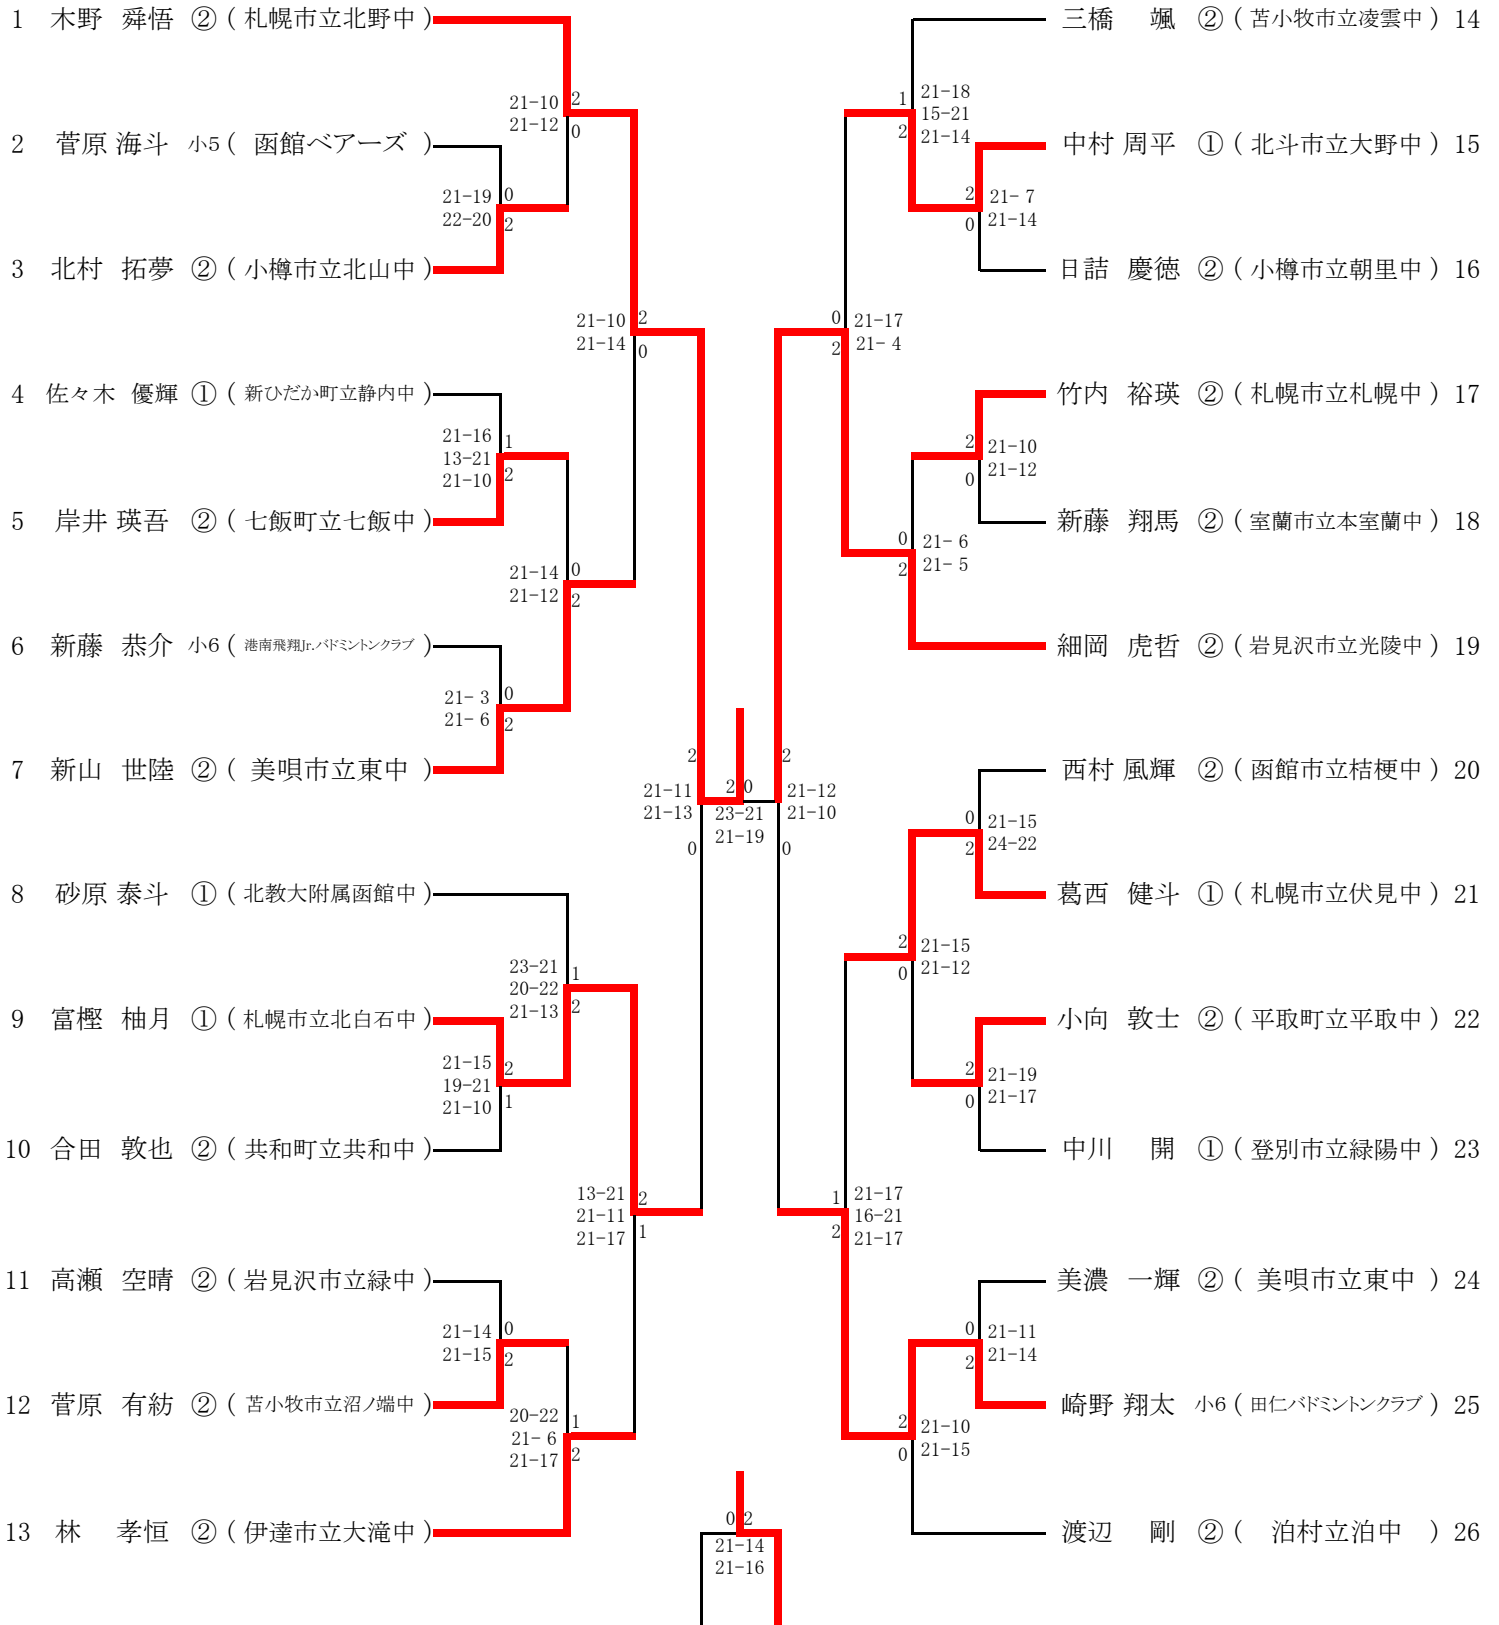 1 木野 舜悟 ② ( 札幌市立北野中 )
21-10 2
21-12 0
2 菅原 海斗 小5 ( 函館ベアーズ )
21-19 0
22-20 2
3 北村 拓夢 ② ( 小樽市立北山中 )
21-10 2
21-14 0
4 佐々木 優輝 ① ( 新ひだか町立静内中 )
21-16 1
13-21
21-10 2
5 岸井 瑛吾 ② ( 七飯町立七飯中 )
21-14 0
21-12 2
6 新藤 恭介 小6 ( 港南飛翔Jr.バドミントンクラブ )
21- 3 0
21- 6 2
7 新山 世陸 ② ( 美唄市立東中 )
2
21-11
21-13
0
8 砂原 泰斗 ① ( 北教大附属函館中 )
23-21 1
20-22
21-13 2
9 富樫 柚月 ① ( 札幌市立北白石中 )
21-15 2
19-21
21-10 1
10 合田 敦也 ② ( 共和町立共和中 )
13-21 2
21-11
21-17 1
11 高瀬 空晴 ② ( 岩見沢市立緑中 )
21-14 0
21-15 2
12 菅原 有紡 ② ( 苫小牧市立沼ノ端中 )
20-22 1
21- 6
21-17 2
13 林 孝恒 ② ( 伊達市立大滝中 )
2 0
23-21
21-19
0 2
21-14
21-16
三橋 颯 ② ( 苫小牧市立凌雲中 ) 14
1 21-18
15-21
2 21-14
中村 周平 ① ( 北斗市立大野中 ) 15
2 21- 7
0 21-14
日詰 慶徳 ② ( 小樽市立朝里中 ) 16
0 21-17
2 21- 4
竹内 裕瑛 ② ( 札幌市立札幌中 ) 17
2 21-10
0 21-12
新藤 翔馬 ② ( 室蘭市立本室蘭中 ) 18
0 21- 6
2 21- 5
細岡 虎哲 ② ( 岩見沢市立光陵中 ) 19
2
21-12
21-10
0
西村 風輝 ② ( 函館市立桔梗中 ) 20
0 21-15
2 24-22
葛西 健斗 ① ( 札幌市立伏見中 ) 21
2 21-15
0 21-12
小向 敦士 ② ( 平取町立平取中 ) 22
2 21-19
0 21-17
中川 開 ① ( 登別市立緑陽中 ) 23
1 21-17
16-21
2 21-17
美濃 一輝 ② ( 美唄市立東中 ) 24
0 21-11
2 21-14
崎野 翔太 小6 ( 田仁バドミントンクラブ ) 25
2 21-10
0 21-15
渡辺 剛 ② ( 泊村立泊中 ) 26